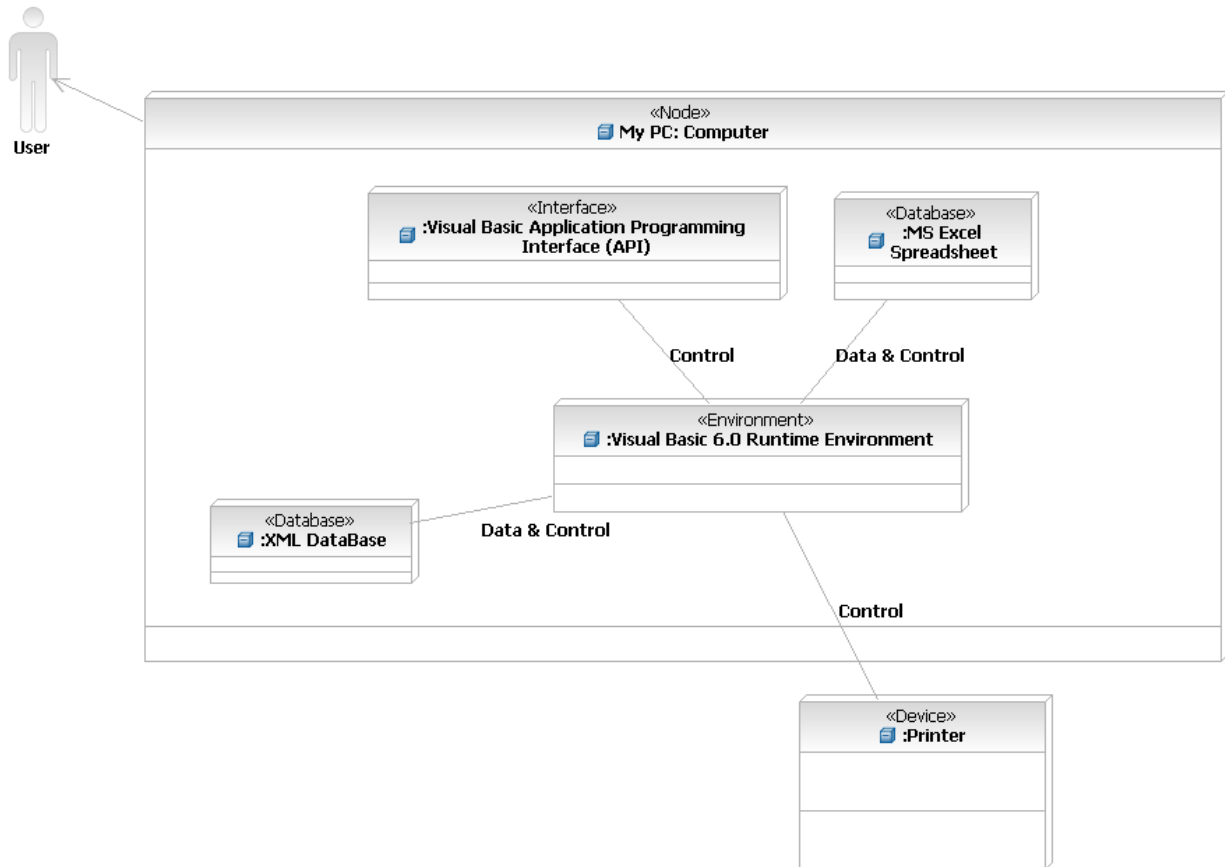 User
«Node»
My PC: Computer
«Interface»
:Visual Basic Application Programming
Interface (API)
«Database»
:MS Excel
Spreadsheet
Control
Data & Control
«Environment»
:Visual Basic 6.0 Runtime Environment
«Database»
:XML DataBase
Data & Control
Control
«Device»
:Printer